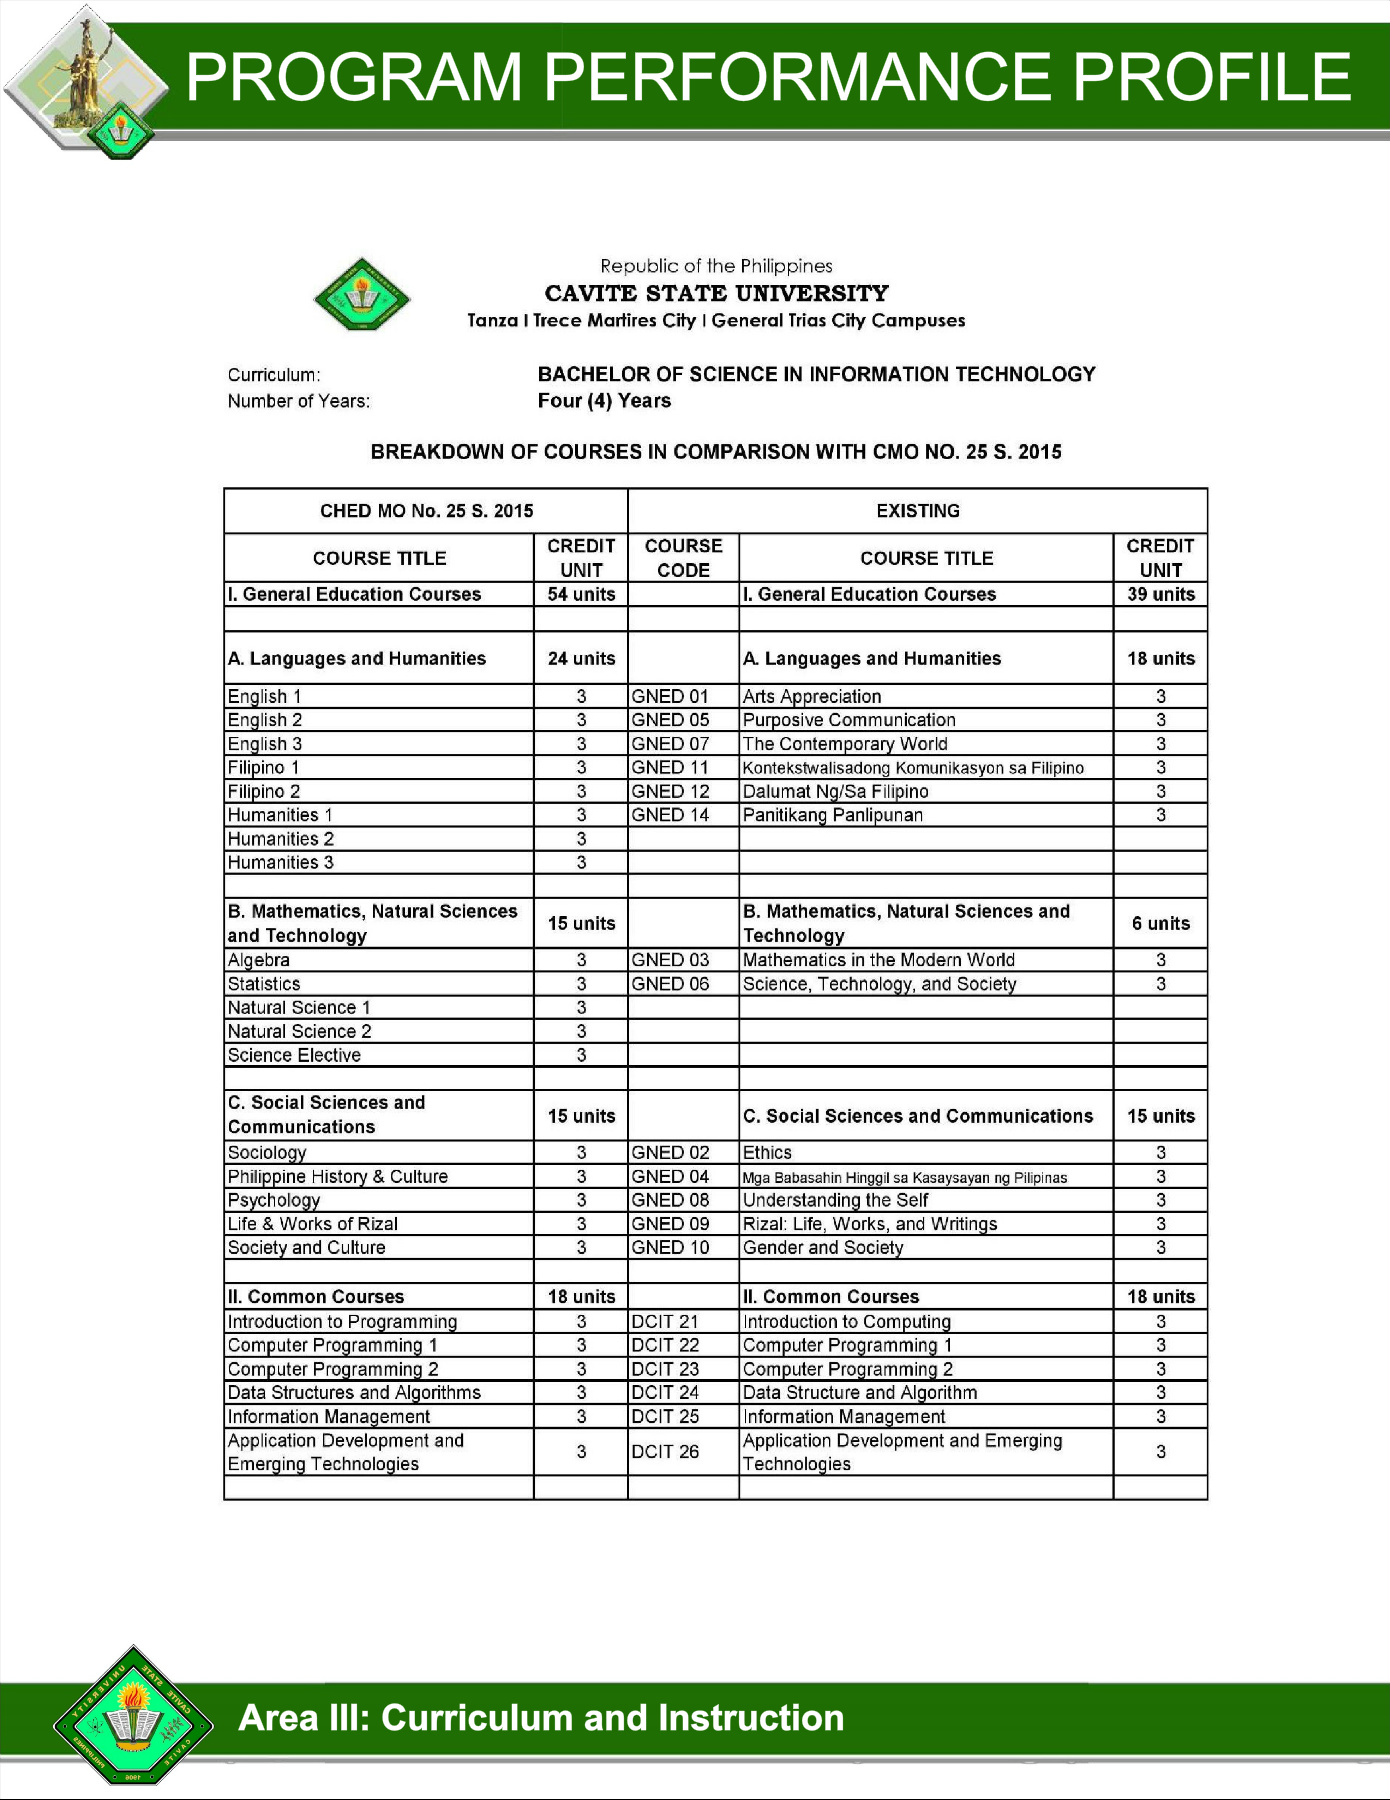 PROGRAM PERFORMANCE PROFILE
Republic of the Philippines
CAVITE STATE UNIVERSITY
Tanza I Trece Martires City I General Trias City Campuses
Curriculum: BACHELOR OF SCIENCE IN INFORMATION TECHNOLOGY
Number of Years: Four (4) Years
BREAKDOWN OF COURSES IN COMPARISON WITH CMO NO. 25 S. 2015
CHED MO No. 25 S. 2015 EXISTING
COURSE TITLE CREDIT UNIT COURSE CODE COURSE TITLE CREDIT UNIT
I. General Education Courses 54 units I. General Education Courses 39 units
A. Languages and Humanities 24 units A. Languages and Humanities 18 units
English 1 3 GNED 01 Arts Appreciation 3
English 2 3 GNED 05 Purposive Communication 3
English 3 3 GNED 07 The Contemporary World 3
Filipino 1 3 GNED 11 Kontekstwalisadong Komunikasyon sa Filipino 3
Filipino 2 3 GNED 12 Dalumat Ng/Sa Filipino 3
Humanities 1 3 GNED 14 Panitikang Panlipunan 3
Humanities 2 3
Humanities 3 3
B. Mathematics, Natural Sciences and Technology 15 units B. Mathematics, Natural Sciences and Technology 6 units
Algebra 3 GNED 03 Mathematics in the Modern World 3
Statistics 3 GNED 06 Science, Technology, and Society 3
Natural Science 1 3
Natural Science 2 3
Science Elective 3
C. Social Sciences and Communications 15 units C. Social Sciences and Communications 15 units
Sociology 3 GNED 02 Ethics 3
Philippine History & Culture 3 GNED 04 Mga Babasahin Hinggil sa Kasaysayan ng Pilipinas 3
Psychology 3 GNED 08 Understanding the Self 3
Life & Works of Rizal 3 GNED 09 Rizal: Life, Works, and Writings 3
Society and Culture 3 GNED 10 Gender and Society 3
II. Common Courses 18 units II. Common Courses 18 units
Introduction to Programming 3 DCIT 21 Introduction to Computing 3
Computer Programming 1 3 DCIT 22 Computer Programming 1 3
Computer Programming 2 3 DCIT 23 Computer Programming 2 3
Data Structures and Algorithms 3 DCIT 24 Data Structure and Algorithm 3
Information Management 3 DCIT 25 Information Management 3
Application Development and Emerging Technologies 3 DCIT 26 Application Development and Emerging Technologies 3
CAVITE STATE UNIVERSITY
CAVITE PHILIPPINES
1906
Area III: Curriculum and Instruction